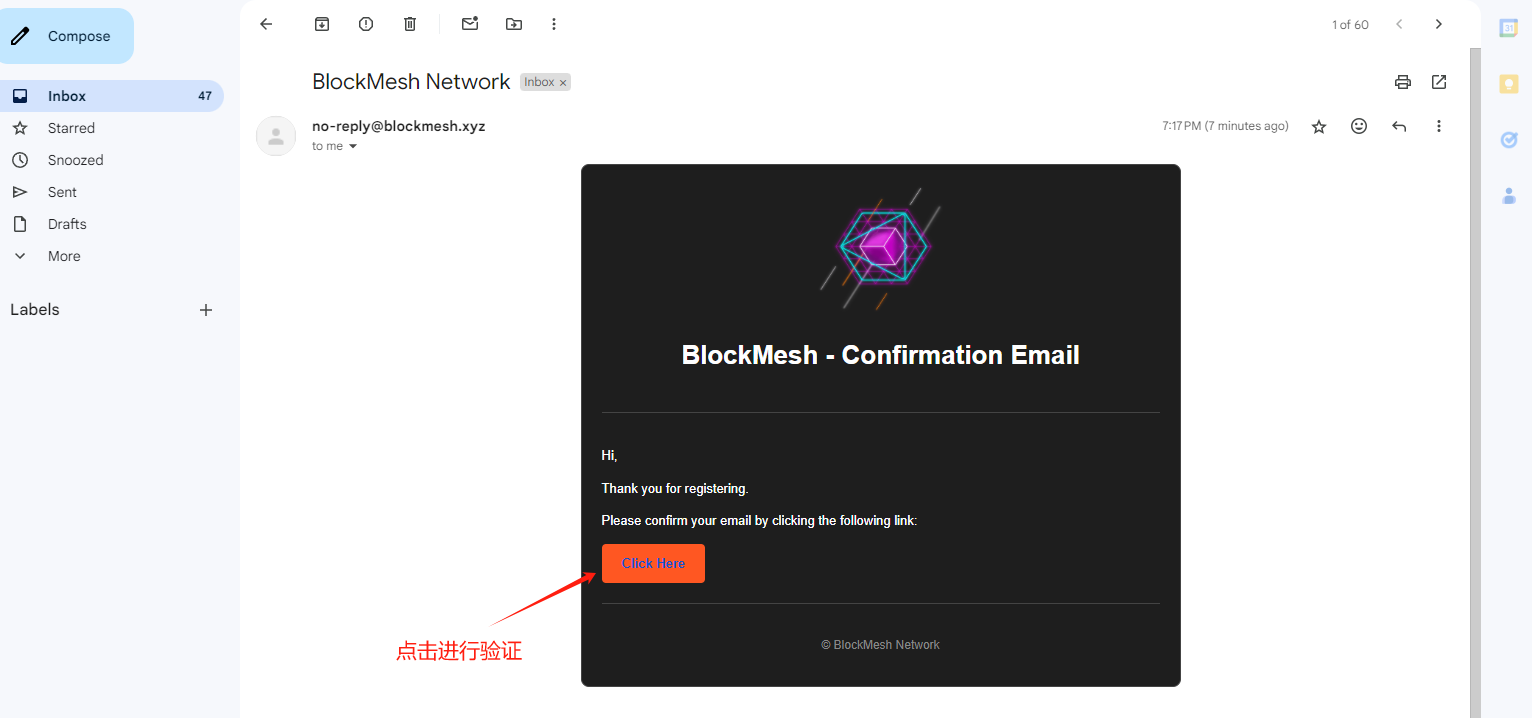 Compose
1 of 60
Inbox 47
Starred
Snoozed
Sent
Drafts
More
Labels
BlockMesh Network Inbox ×
no-reply@blockmesh.xyz 7:17 PM (7 minutes ago)
to me
BlockMesh - Confirmation Email
Hi,
Thank you for registering.
Please confirm your email by clicking the following link:
Click Here
点击进行验证
© BlockMesh Network
31